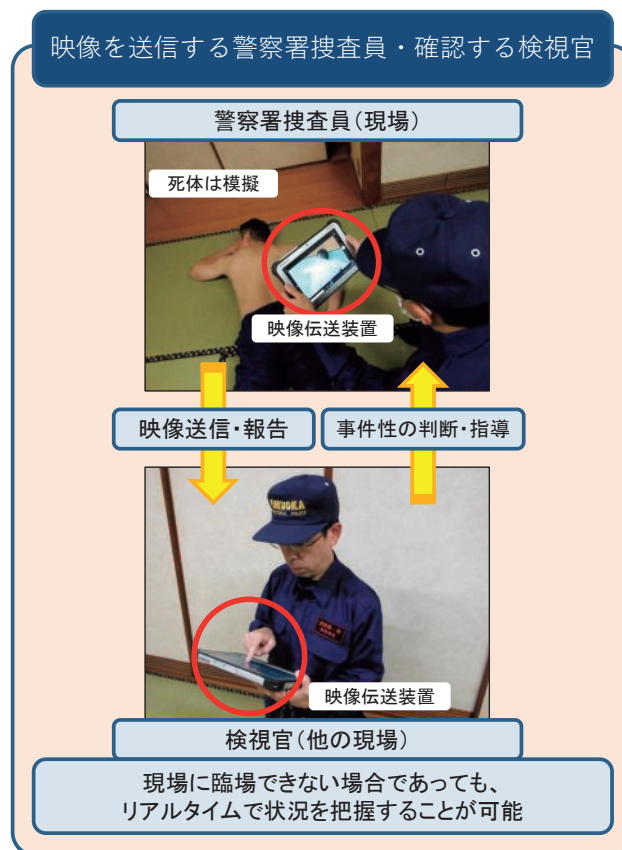 映像を送信する警察署捜査員・確認する検視官
警察署捜査員（現場）
死体は模擬
映像伝送装置
映像送信・報告
事件性の判断・指導
FUKUOKA
映像伝送装置
検視官（他の現場）
現場に臨場できない場合であっても、
リアルタイムで状況を把握することが可能